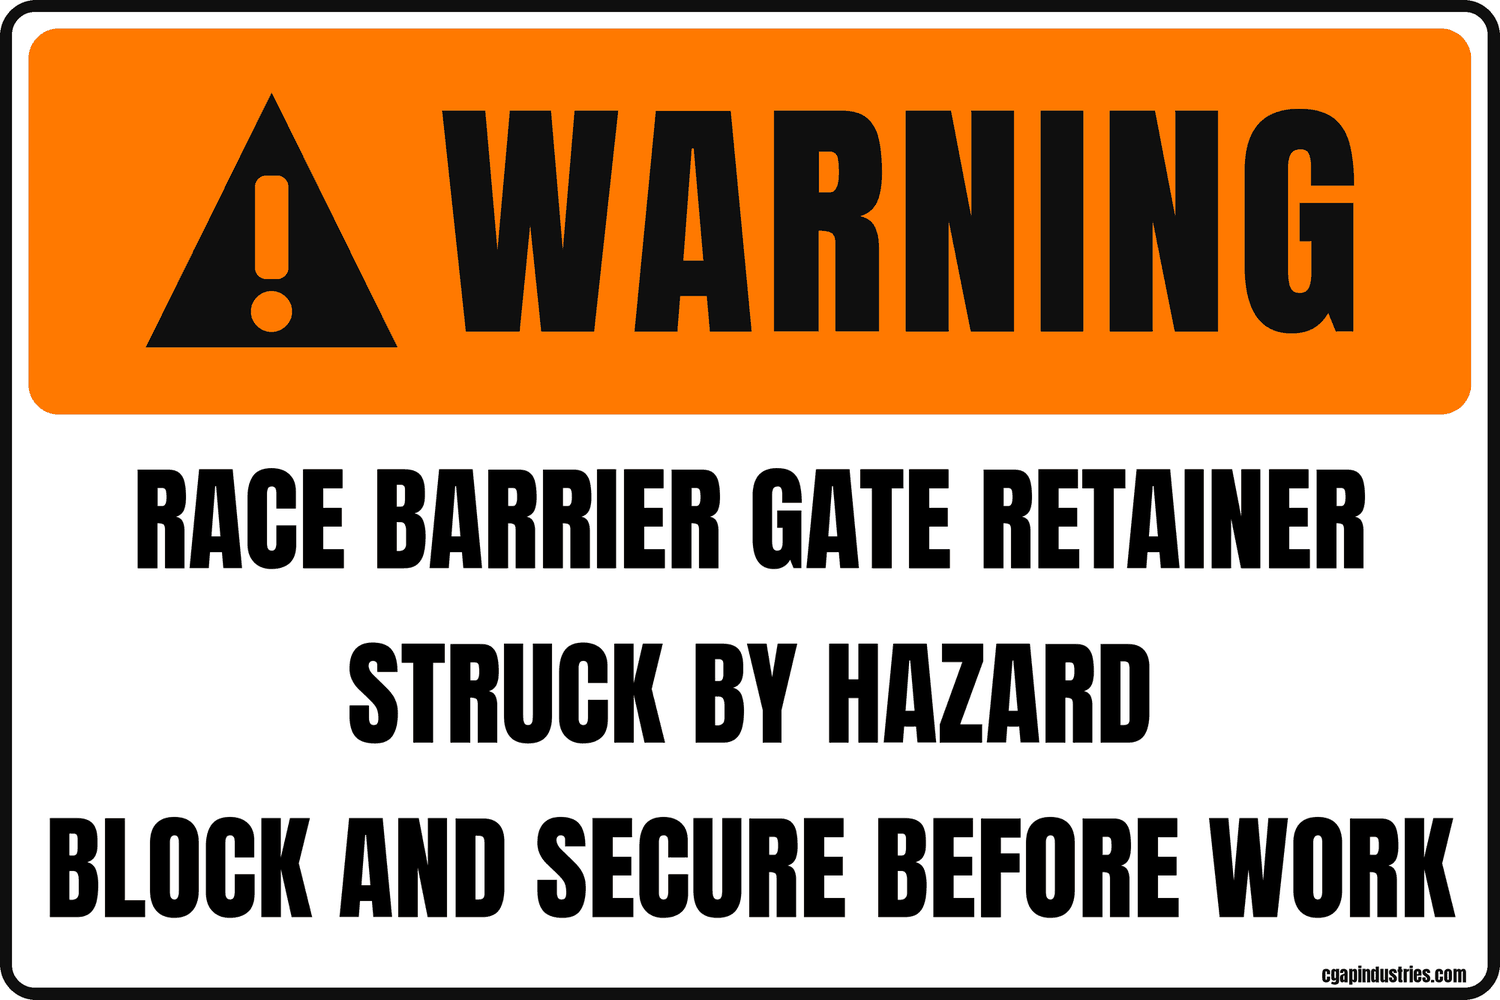 WARNING
RACE BARRIER GATE RETAINER
STRUCK BY HAZARD
BLOCK AND SECURE BEFORE WORK
cgapindustries.com